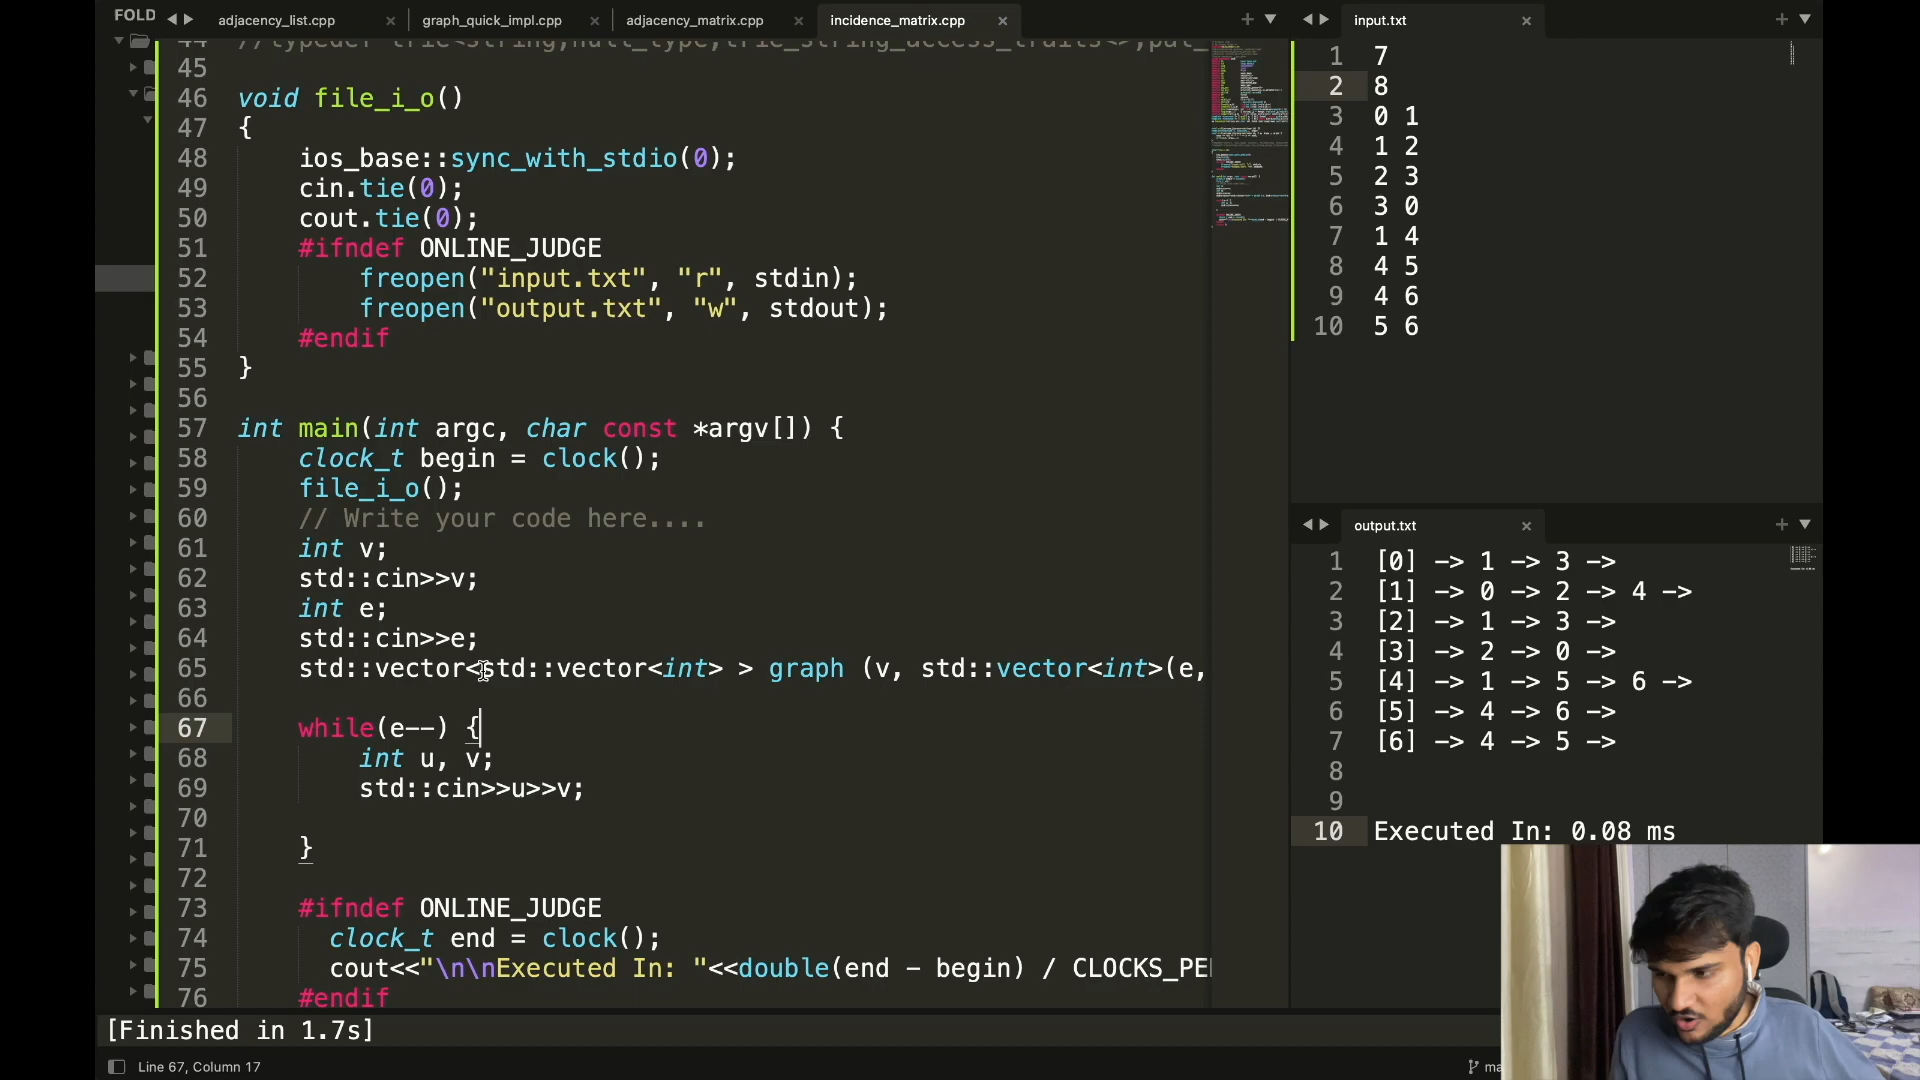 FOLD
adjacency_list.cpp
graph_quick_impl.cpp
adjacency_matrix.cpp
incidence_matrix.cpp
44 //typedef trie<string,null_type,trie_string_access_traits<>,pat_
45
46 void file_i_o()
47 {
48 ios_base::sync_with_stdio(0);
49 cin.tie(0);
50 cout.tie(0);
51 #ifndef ONLINE_JUDGE
52 freopen("input.txt", "r", stdin);
53 freopen("output.txt", "w", stdout);
54 #endif
55 }
56
57 int main(int argc, char const *argv[]) {
58 clock_t begin = clock();
59 file_i_o();
60 // Write your code here....
61 int v;
62 std::cin>>v;
63 int e;
64 std::cin>>e;
65 std::vector<std::vector<int> > graph (v, std::vector<int>(e,
66
67 while(e--) {
68 int u, v;
69 std::cin>>u>>v;
70
71 }
72
73 #ifndef ONLINE_JUDGE
74 clock_t end = clock();
75 cout<<"\n\nExecuted In: "<<double(end - begin) / CLOCKS_PE
76 #endif
[Finished in 1.7s]
Line 67, Column 17
input.txt
1 7
2 8
3 0 1
4 1 2
5 2 3
6 3 0
7 1 4
8 4 5
9 4 6
10 5 6
output.txt
1 [0] -> 1 -> 3 ->
2 [1] -> 0 -> 2 -> 4 ->
3 [2] -> 1 -> 3 ->
4 [3] -> 2 -> 0 ->
5 [4] -> 1 -> 5 -> 6 ->
6 [5] -> 4 -> 6 ->
7 [6] -> 4 -> 5 ->
8
9
10 Executed In: 0.08 ms
ma